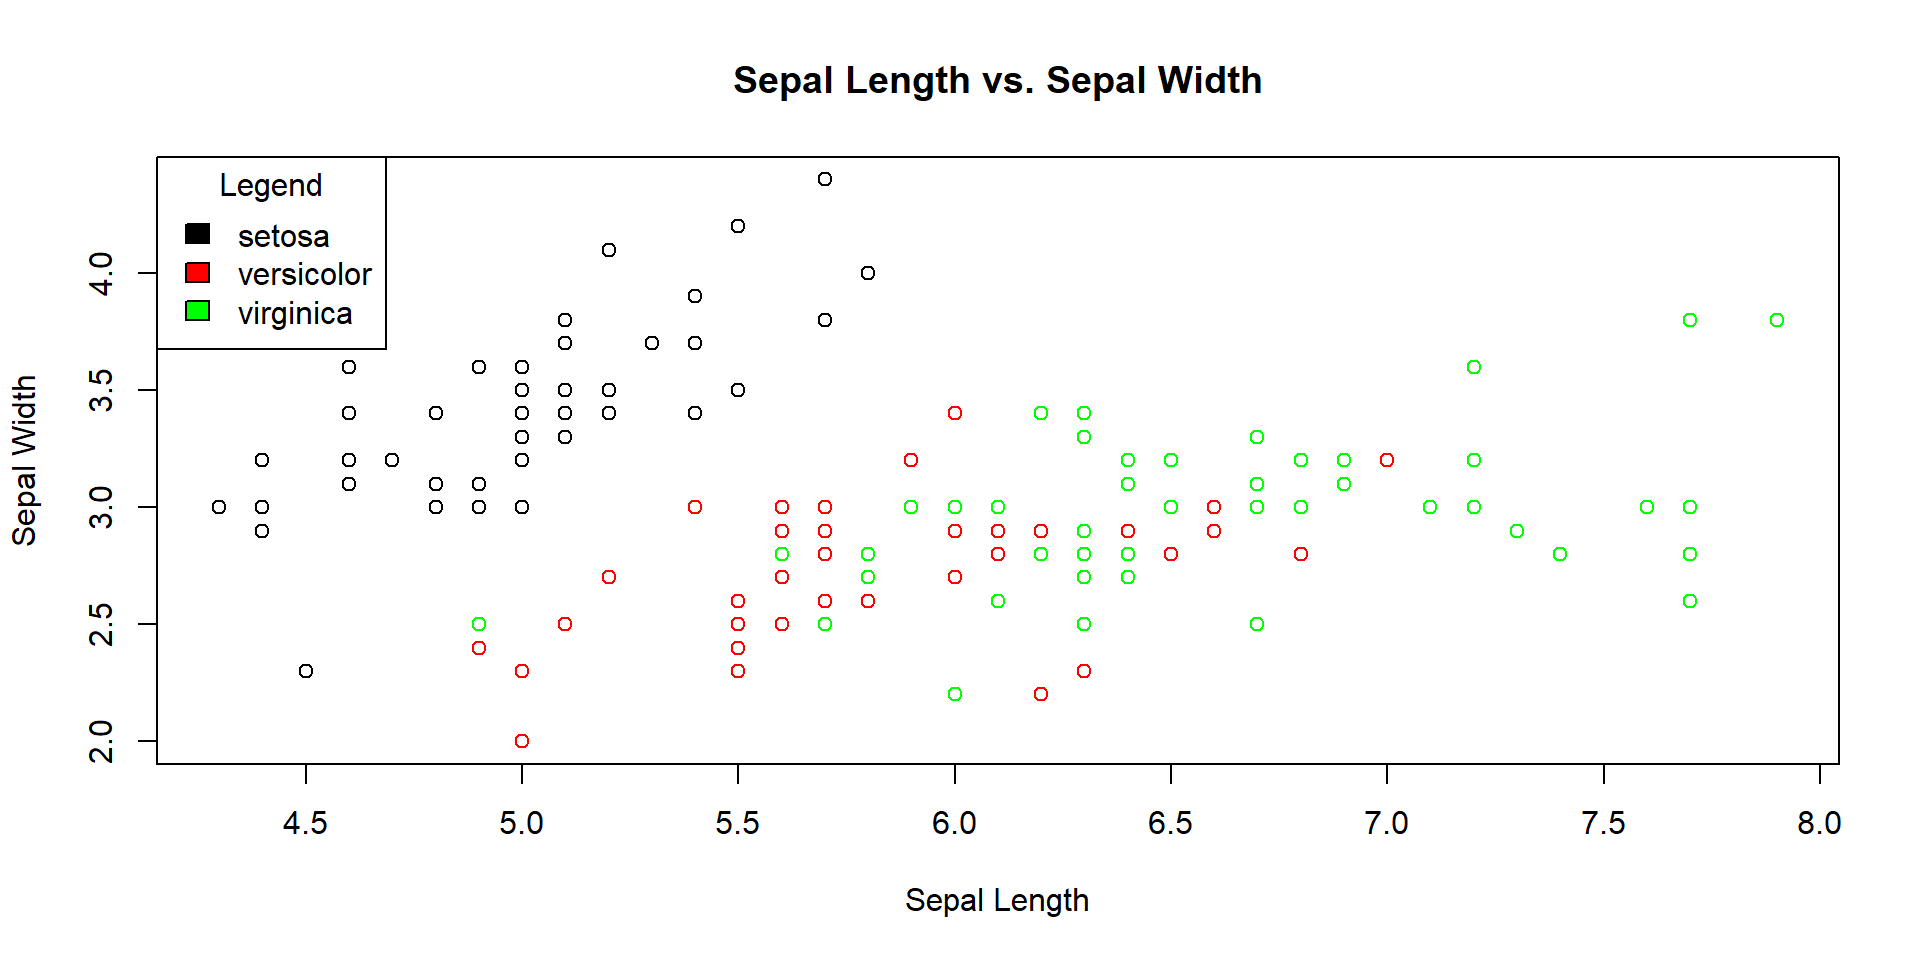 Sepal Length vs. Sepal Width
Legend
setosa
versicolor
virginica
Sepal Width
4.0
3.5
3.0
2.5
2.0
4.5 5.0 5.5 6.0 6.5 7.0 7.5 8.0
Sepal Length